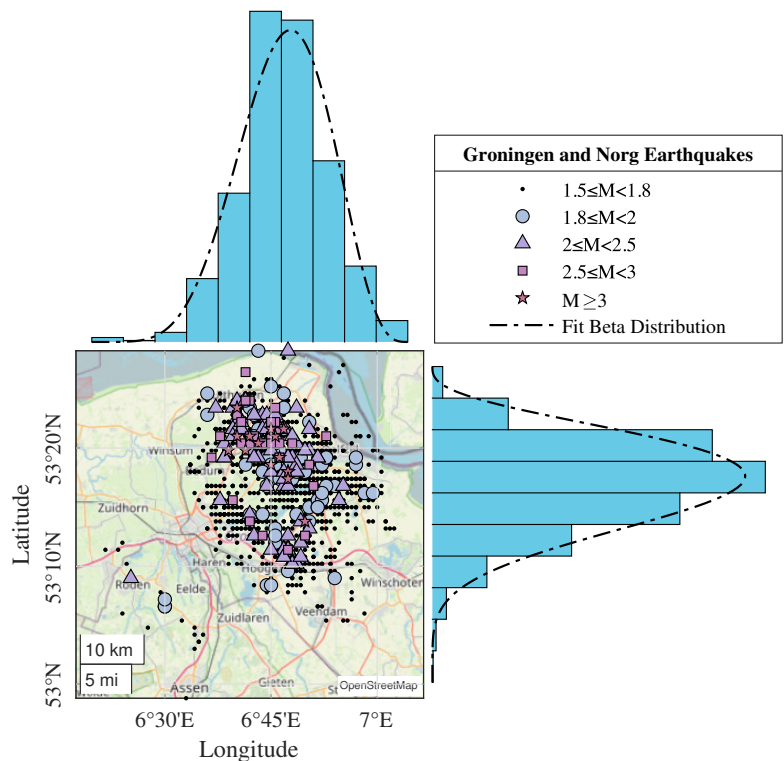 Groningen and Norg Earthquakes
1.5≤M<1.8
1.8≤M<2
2≤M<2.5
2.5≤M<3
M ≥3
Fit Beta Distribution
Latitude
53°20'N
53°10'N
53°N
Winsum
Zuidhorn
Haren
Roden
Eelde
Zuidlaren
Veendam
Winschoten
Assen
Gieten
10 km
5 mi
OpenStreetMap
6°30'E
6°45'E
7°E
Longitude